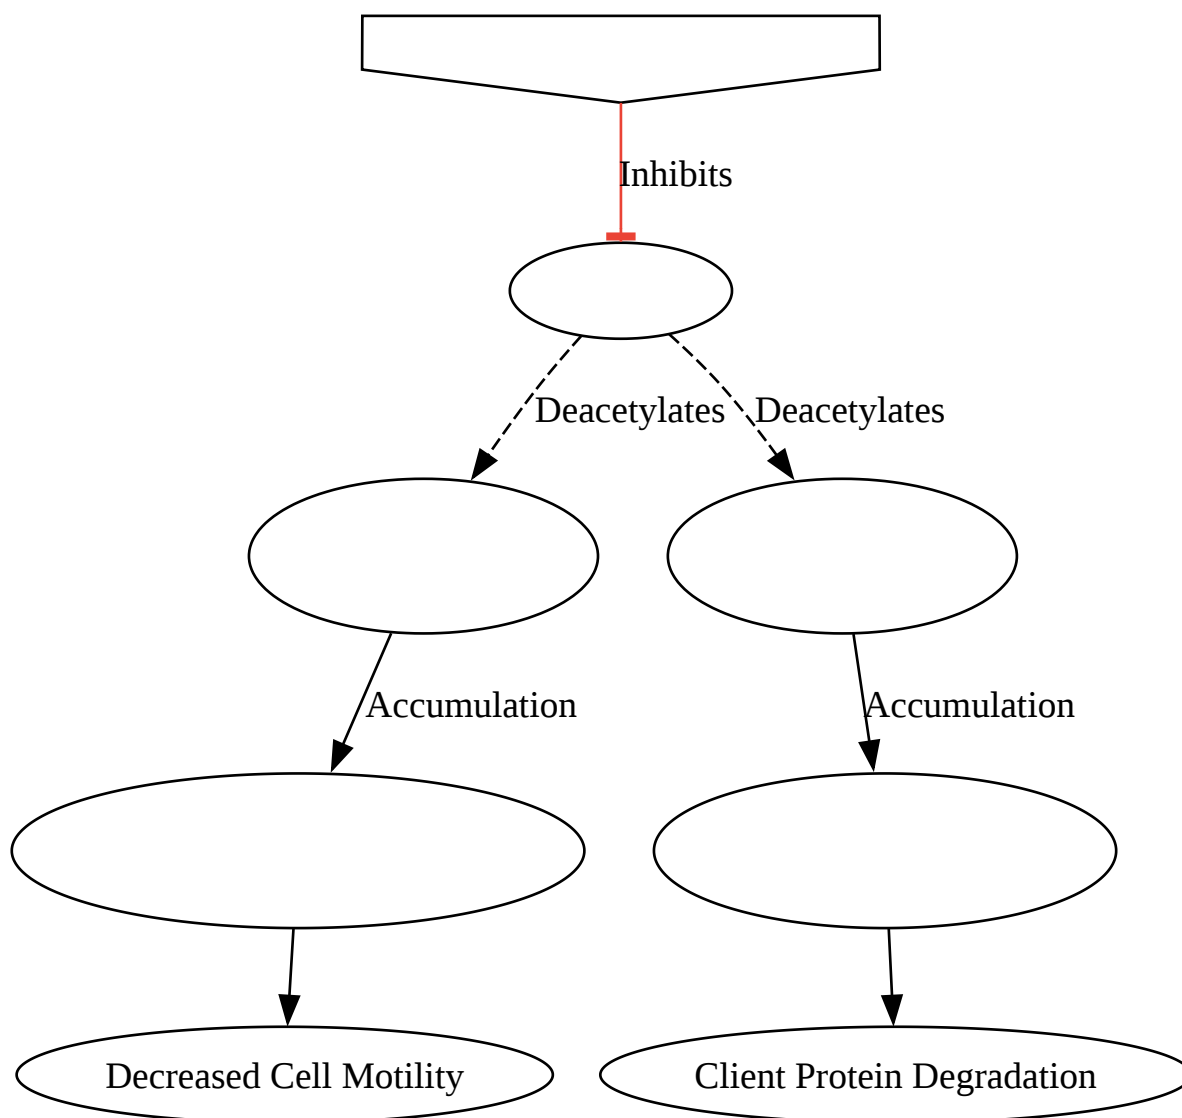 Inhibits
Deacetylates
Deacetylates
Accumulation
Accumulation
Decreased Cell Motility
Client Protein Degradation